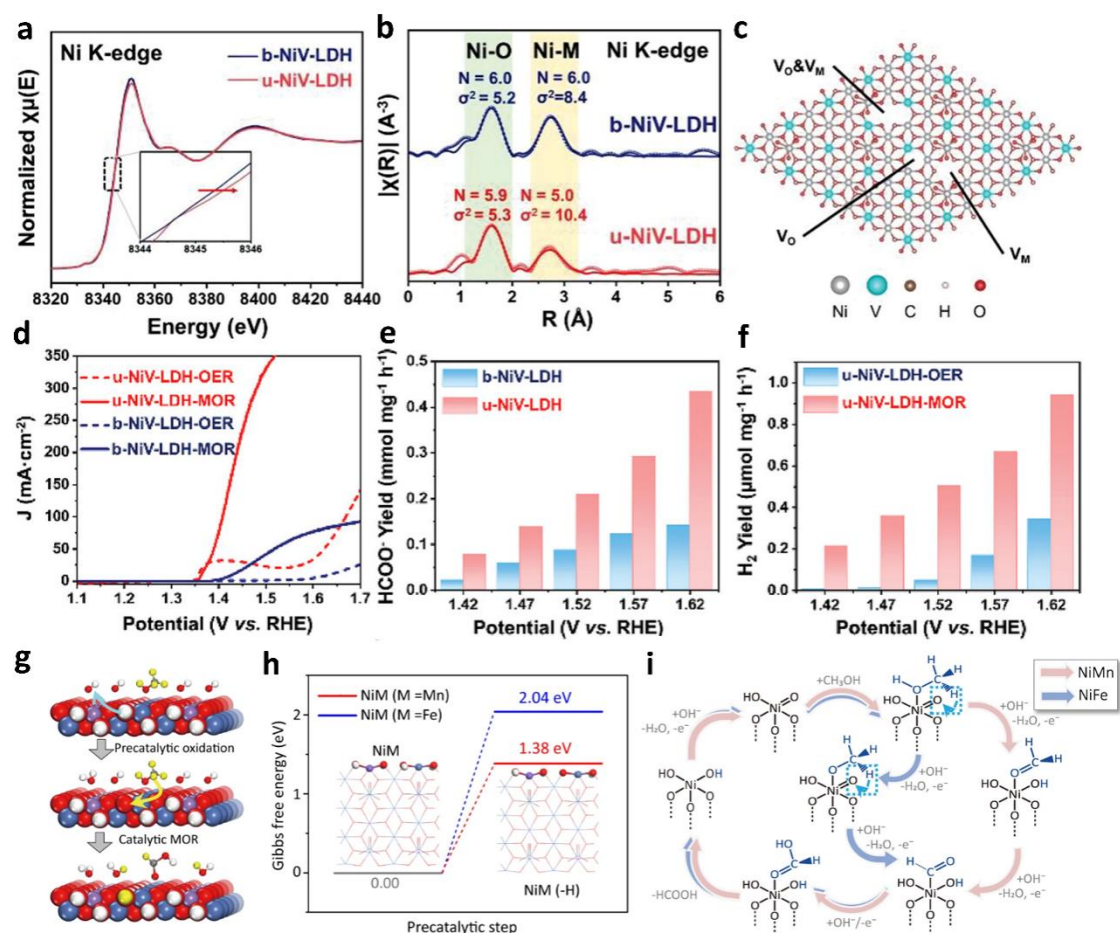 a
Ni K-edge
b-NiV-LDH
u-NiV-LDH
Normalized χμ(E)
8344 8345 8346
8320 8340 8360 8380 8400 8420 8440
Energy (eV)
b
Ni-O Ni-M Ni K-edge
N = 6.0 N = 6.0
σ² = 5.2 σ²=8.4
b-NiV-LDH
N = 5.9 N = 5.0
σ² = 5.3 σ² = 10.4
u-NiV-LDH
|χ(R)| (A⁻³)
0 1 2 3 4 5 6
R (Å)
c
V_O&V_M
V_O
V_M
Ni V C H O
d
350
300
250
200
150
100
50
0
J (mA·cm⁻²)
u-NiV-LDH-OER
u-NiV-LDH-MOR
b-NiV-LDH-OER
b-NiV-LDH-MOR
1.1 1.2 1.3 1.4 1.5 1.6 1.7
Potential (V vs. RHE)
e
0.5
0.4
0.3
0.2
0.1
0.0
HCOO⁻ Yield (mmol mg⁻¹ h⁻¹)
b-NiV-LDH
u-NiV-LDH
1.42 1.47 1.52 1.57 1.62
Potential (V vs. RHE)
f
1.0
0.8
0.6
0.4
0.2
0.0
H₂ Yield (μmol mg⁻¹ h⁻¹)
u-NiV-LDH-OER
u-NiV-LDH-MOR
1.42 1.47 1.52 1.57 1.62
Potential (V vs. RHE)
g
Precatalytic oxidation
Catalytic MOR
h
NiM (M =Mn)
NiM (M =Fe)
2.04 eV
1.38 eV
NiM
0.00
NiM (-H)
2
1
0
Gibbs free energy (eV)
Precatalytic step
i
NiMn
NiFe
+CH₃OH
+OH⁻
-H₂O, -e⁻
+OH⁻
-H₂O, -e⁻
+OH⁻
-H₂O, -e⁻
+OH⁻
-H₂O, -e⁻
+OH⁻
-H₂O, -e⁻
+OH⁻/-e⁻
-HCOOH